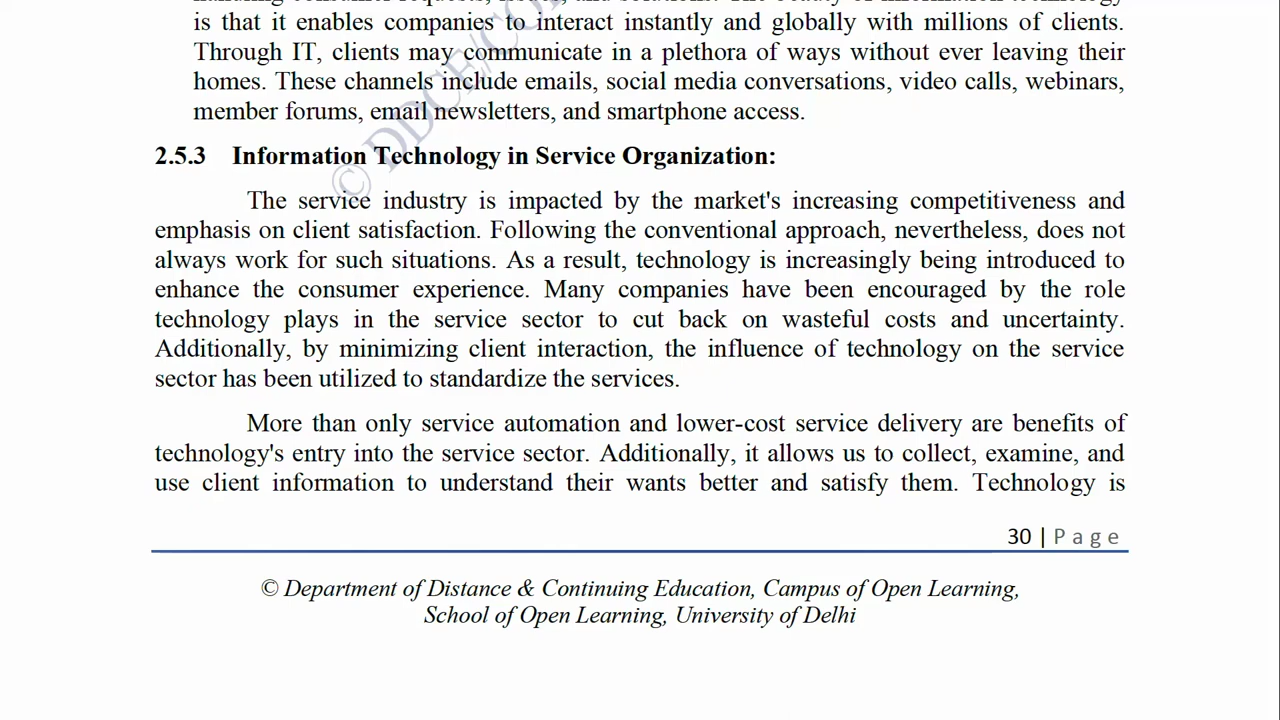 is that it enables companies to interact instantly and globally with millions of clients.
Through IT, clients may communicate in a plethora of ways without ever leaving their
homes. These channels include emails, social media conversations, video calls, webinars,
member forums, email newsletters, and smartphone access.
2.5.3 Information Technology in Service Organization:
The service industry is impacted by the market's increasing competitiveness and
emphasis on client satisfaction. Following the conventional approach, nevertheless, does not
always work for such situations. As a result, technology is increasingly being introduced to
enhance the consumer experience. Many companies have been encouraged by the role
technology plays in the service sector to cut back on wasteful costs and uncertainty.
Additionally, by minimizing client interaction, the influence of technology on the service
sector has been utilized to standardize the services.
More than only service automation and lower-cost service delivery are benefits of
technology's entry into the service sector. Additionally, it allows us to collect, examine, and
use client information to understand their wants better and satisfy them. Technology is
30 | Page
© Department of Distance & Continuing Education, Campus of Open Learning,
School of Open Learning, University of Delhi
© DDCE/CO